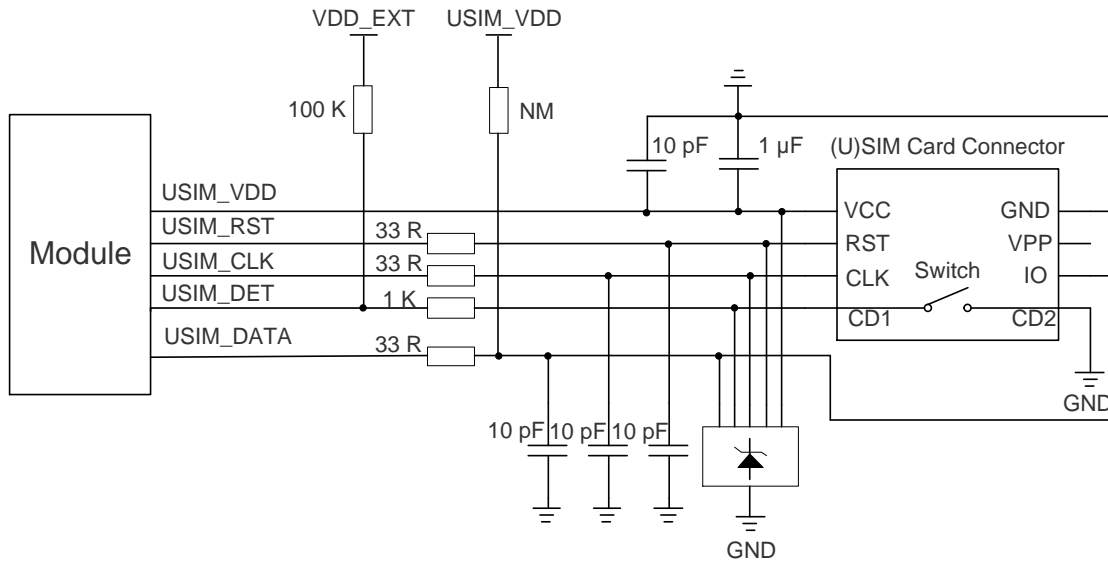 VDD_EXT USIM_VDD
100 K NM
10 pF 1 µF (U)SIM Card Connector
Module
USIM_VDD
USIM_RST 33 R
USIM_CLK 33 R
USIM_DET 1 K
USIM_DATA 33 R
VCC GND
RST VPP
CLK Switch IO
CD1 CD2
GND
10 pF 10 pF 10 pF
GND